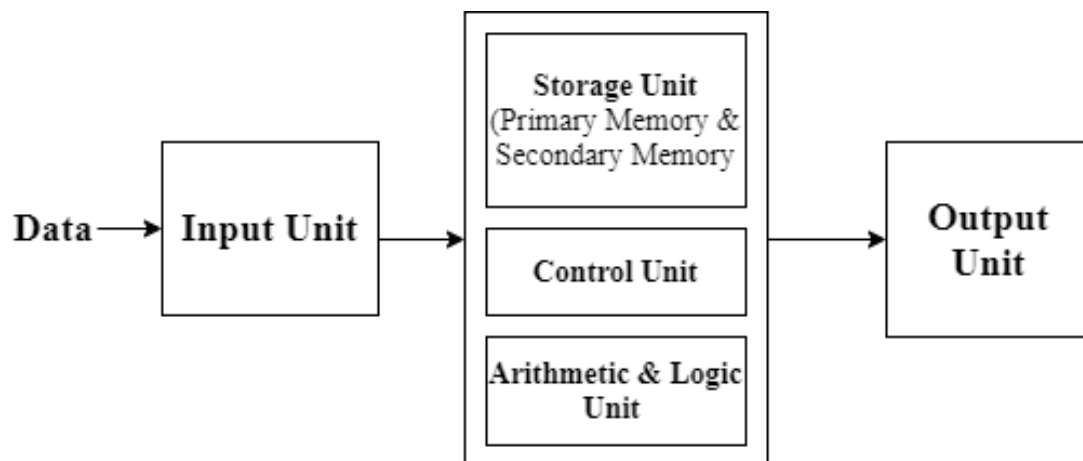 Storage Unit
(Primary Memory &
Secondary Memory
Data
Input Unit
Control Unit
Arithmetic & Logic
Unit
Output
Unit